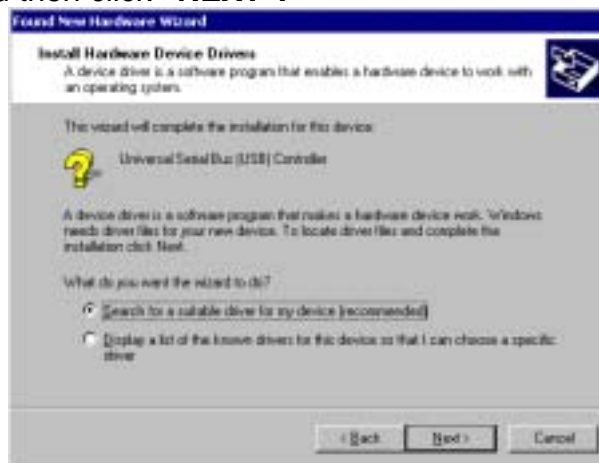 d then click "NEXT".
Found New Hardware Wizard
Install Hardware Device Drivers
A device driver is a software program that enables a hardware device to work with
an operating system.
This wizard will complete the installation for this device:
Universal Serial Bus (USB) Controller
A device driver is a software program that makes a hardware device work. Windows
needs driver files for your new device. To locate driver files and complete the
installation click Next.
What do you want the wizard to do?
Search for a suitable driver for my device (recommended)
Display a list of the known drivers for this device so that I can choose a specific
driver
< Back Next > Cancel